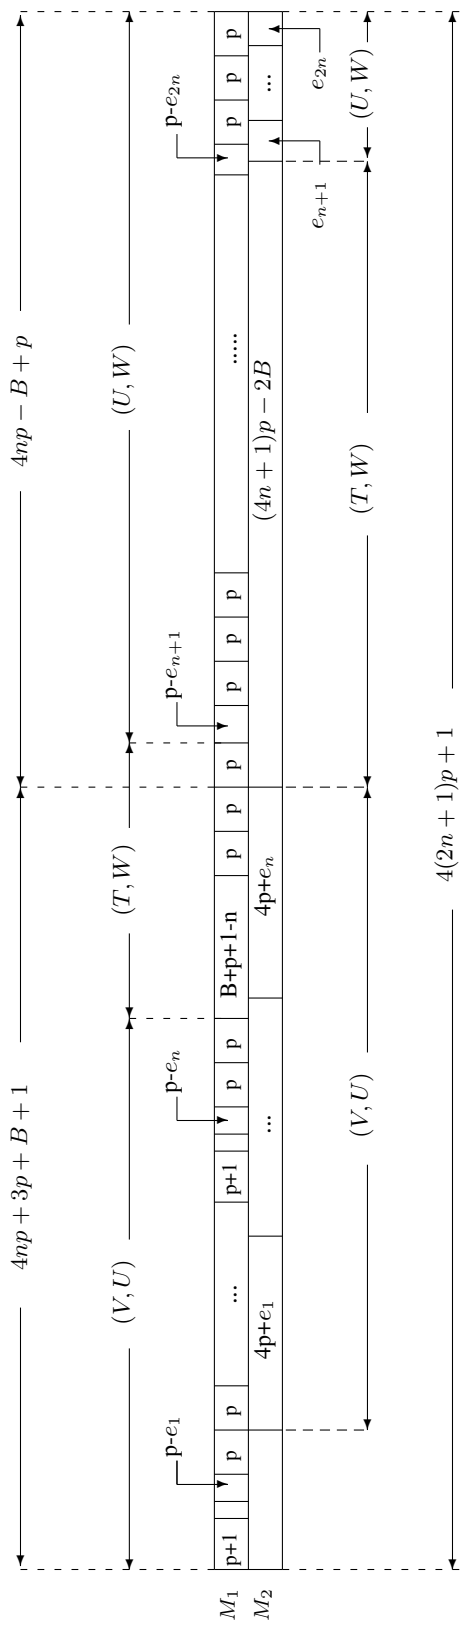 4np + 3p + B + 1 4np − B + p
(V, U) (T, W) (U, W)
p-e₁ p-eₙ p-eₙ₊₁ p-e₂ₙ
M₁ p+1 p p ... p+1 p p B+p+1-n p p p p p p ..... p p p
M₂ 4p+e₁ ... 4p+eₙ (4n + 1)p − 2B ...
eₙ₊₁ e₂ₙ
(V, U) (T, W) (U, W)
4(2n + 1)p + 1